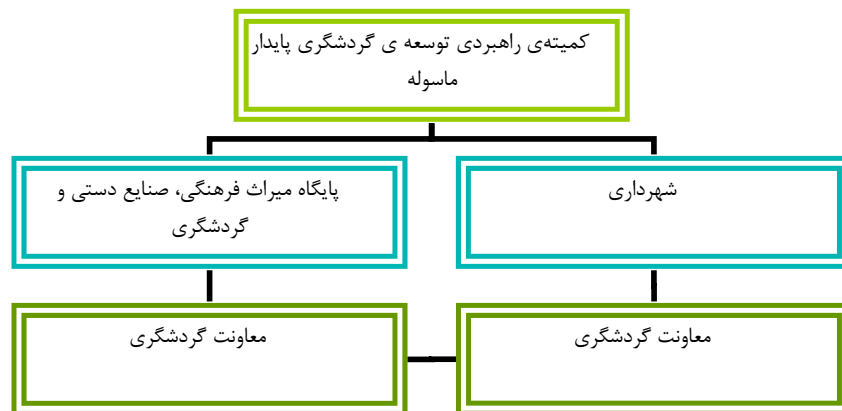 کمیته‌ی راهبردی توسعه ی گردشگری پایدار
ماسوله
شهرداری
پایگاه میراث فرهنگی، صنایع دستی و
گردشگری
معاونت گردشگری
معاونت گردشگری